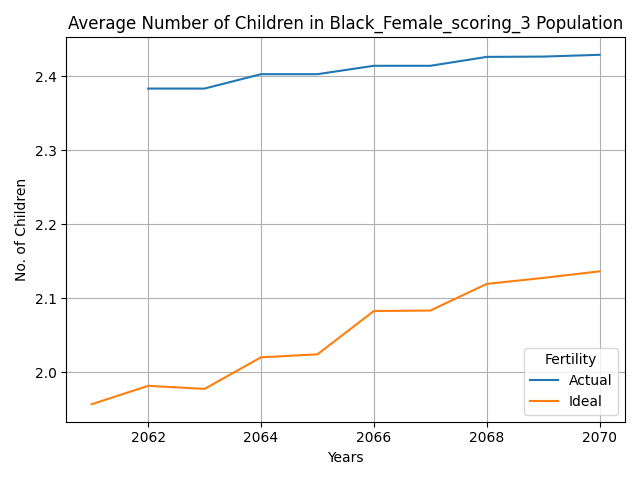 Average Number of Children in Black_Female_scoring_3 Population
No. of Children
2.4
2.3
2.2
2.1
2.0
Fertility
Actual
Ideal
2062 2064 2066 2068 2070
Years